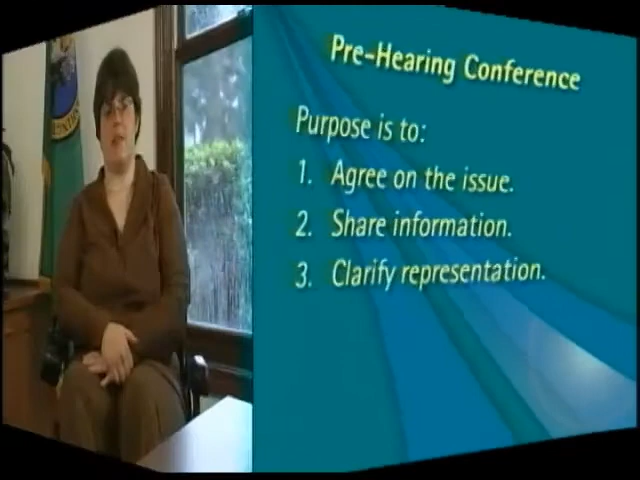 Pre-Hearing Conference
Purpose is to:
1. Agree on the issue.
2. Share information.
3. Clarify representation.